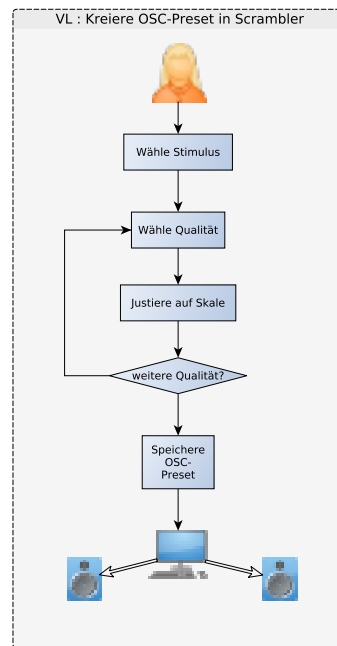 VL : Kreiere OSC-Preset in Scrambler
Wähle Stimulus
Wähle Qualität
Justiere auf Skale
weitere Qualität?
Speichere
OSC-
Preset